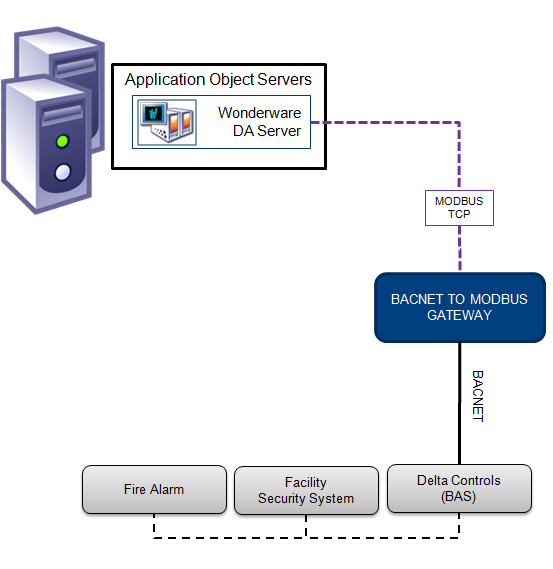 Application Object Servers
Wonderware
DA Server
MODBUS
TCP
BACNET TO MODBUS
GATEWAY
BACNET
Fire Alarm
Facility
Security System
Delta Controls
(BAS)